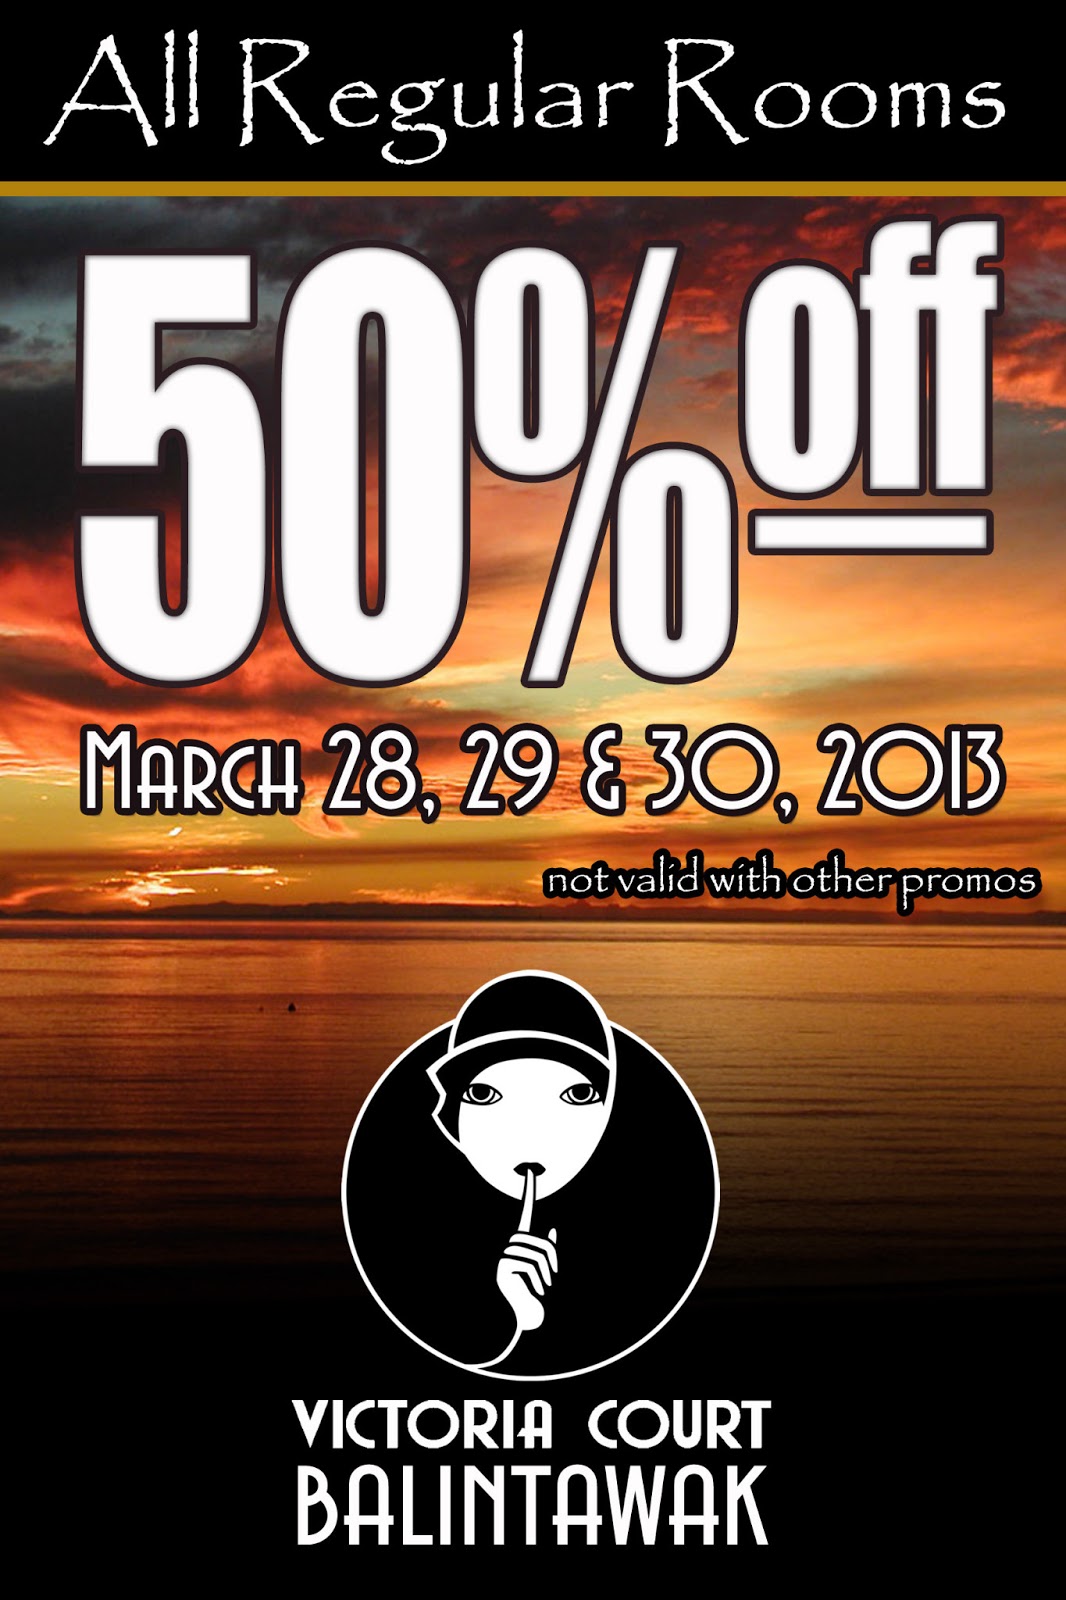 All Regular Rooms
50% off
March 28, 29 & 30, 2013
not valid with other promos
VICTORIA COURT
BALINTAWAK